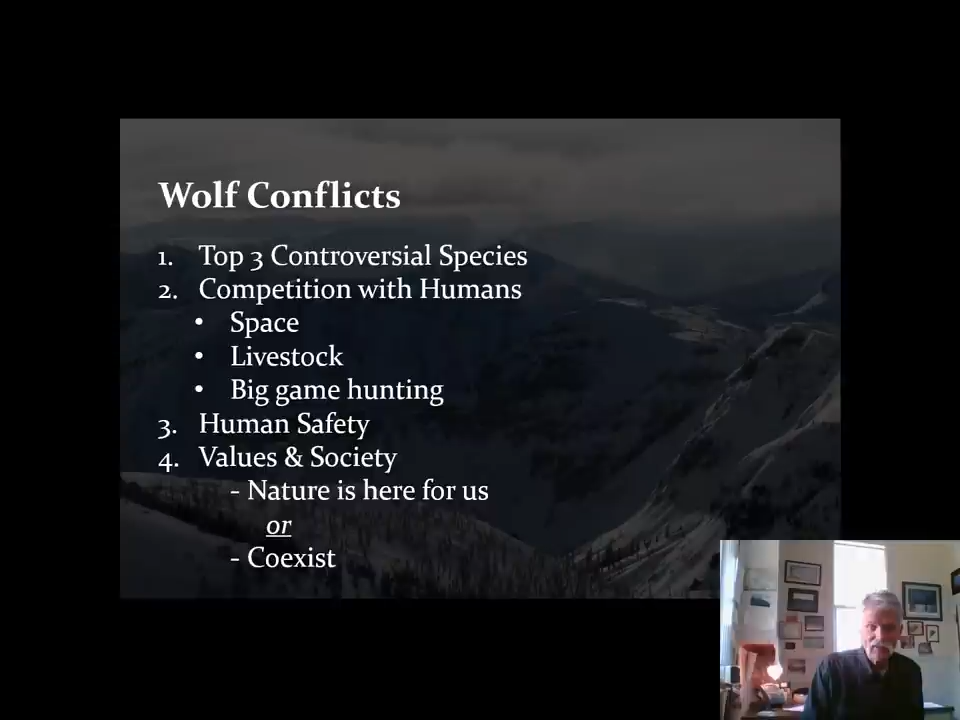 Wolf Conflicts
1. Top 3 Controversial Species
2. Competition with Humans
• Space
• Livestock
• Big game hunting
3. Human Safety
4. Values & Society
- Nature is here for us
or
- Coexist